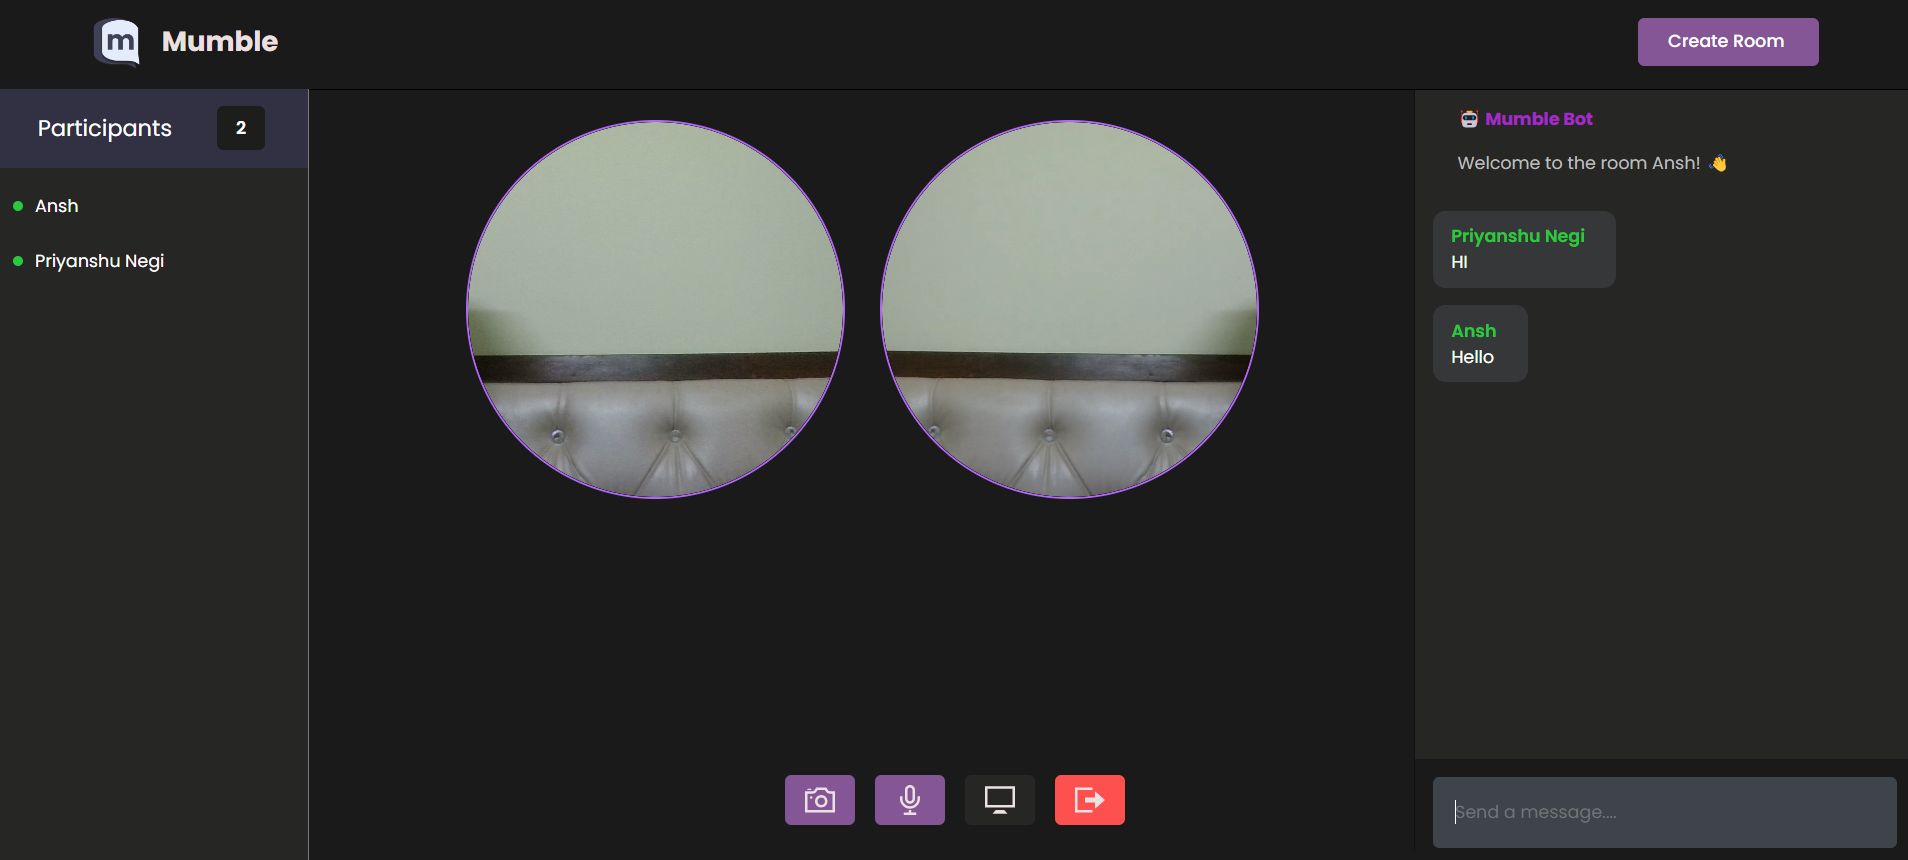 m Mumble
Create Room
Participants 2
Ansh
Priyanshu Negi
Mumble Bot
Welcome to the room Ansh! 👋
Priyanshu Negi
HI
Ansh
Hello
Send a message....